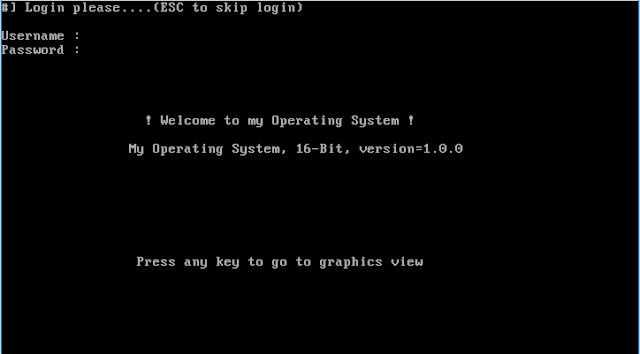 #] Login please....(ESC to skip login)
Username :
Password :
! Welcome to my Operating System !
My Operating System, 16-Bit, version=1.0.0
Press any key to go to graphics view